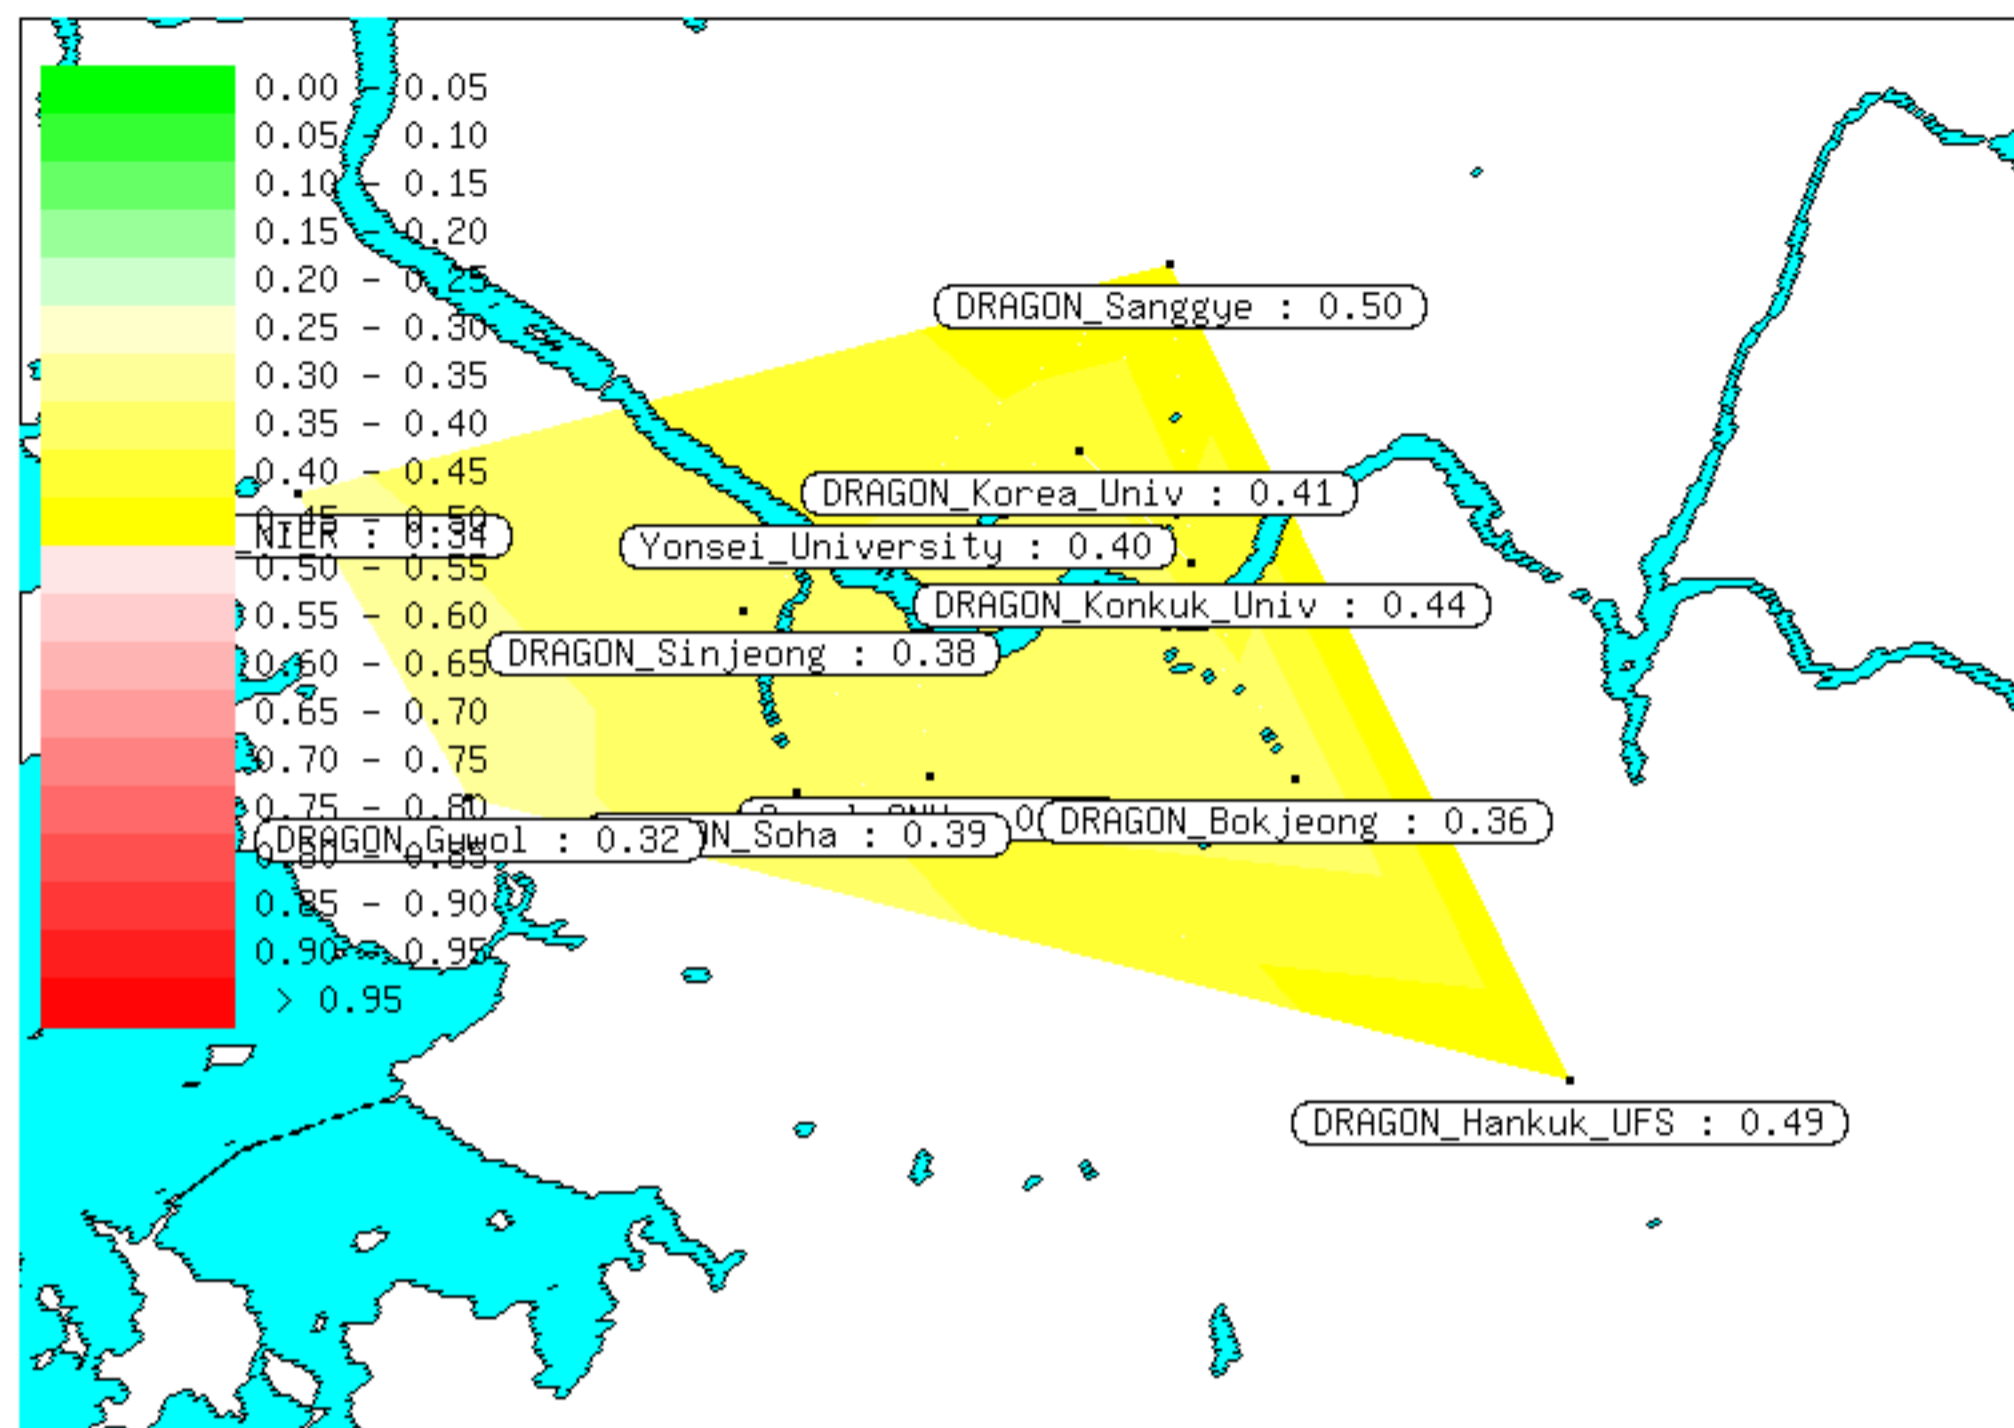 0.00 - 0.05
0.05 - 0.10
0.10 - 0.15
0.15 - 0.20
0.20 - 0.25
0.25 - 0.30
0.30 - 0.35
0.35 - 0.40
0.40 - 0.45
0.45 - 0.50
0.50 - 0.55
0.55 - 0.60
0.60 - 0.65
0.65 - 0.70
0.70 - 0.75
0.75 - 0.80
0.80 - 0.85
0.85 - 0.90
0.90 - 0.95
> 0.95
DRAGON_Sanggye : 0.50
DRAGON_Korea_Univ : 0.41
_NIER : 0.34
Yonsei_University : 0.40
DRAGON_Konkuk_Univ : 0.44
DRAGON_Sinjeong : 0.38
DRAGON_Bokjeong : 0.36
DRAGON_Guwol : 0.32
N_Soha : 0.39
DRAGON_Hankuk_UFS : 0.49